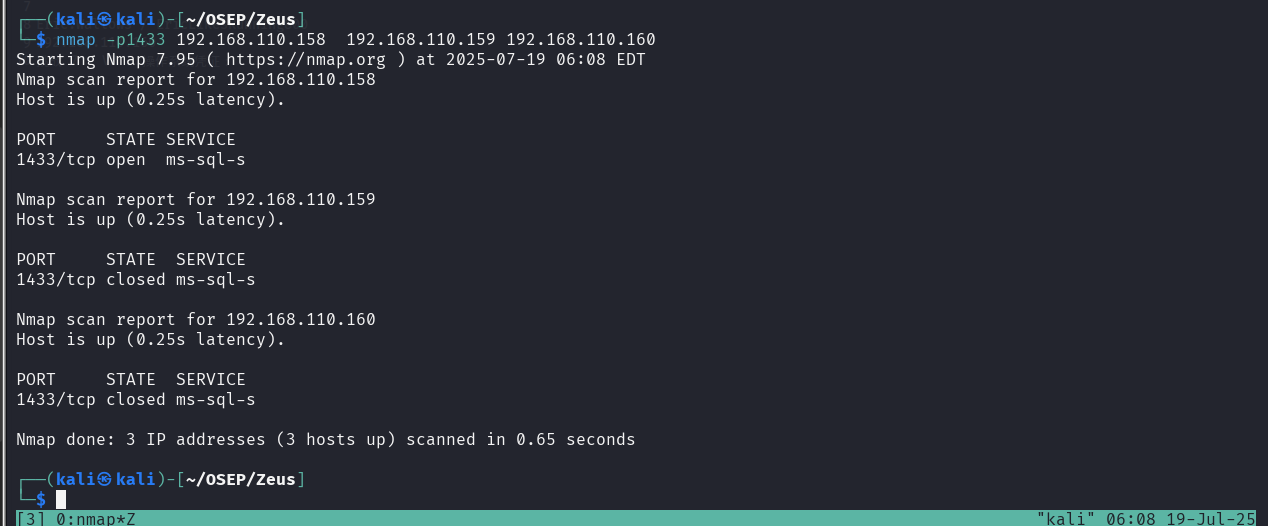 ┌──(kali㉿kali)-[~/OSEP/Zeus]
└─$ nmap -p1433 192.168.110.158  192.168.110.159 192.168.110.160
Starting Nmap 7.95 ( https://nmap.org ) at 2025-07-19 06:08 EDT
Nmap scan report for 192.168.110.158
Host is up (0.25s latency).

PORT     STATE SERVICE
1433/tcp open  ms-sql-s

Nmap scan report for 192.168.110.159
Host is up (0.25s latency).

PORT     STATE  SERVICE
1433/tcp closed ms-sql-s

Nmap scan report for 192.168.110.160
Host is up (0.25s latency).

PORT     STATE  SERVICE
1433/tcp closed ms-sql-s

Nmap done: 3 IP addresses (3 hosts up) scanned in 0.65 seconds

┌──(kali㉿kali)-[~/OSEP/Zeus]
└─$
[3] 0:nmap*Z "kali" 06:08 19-Jul-25